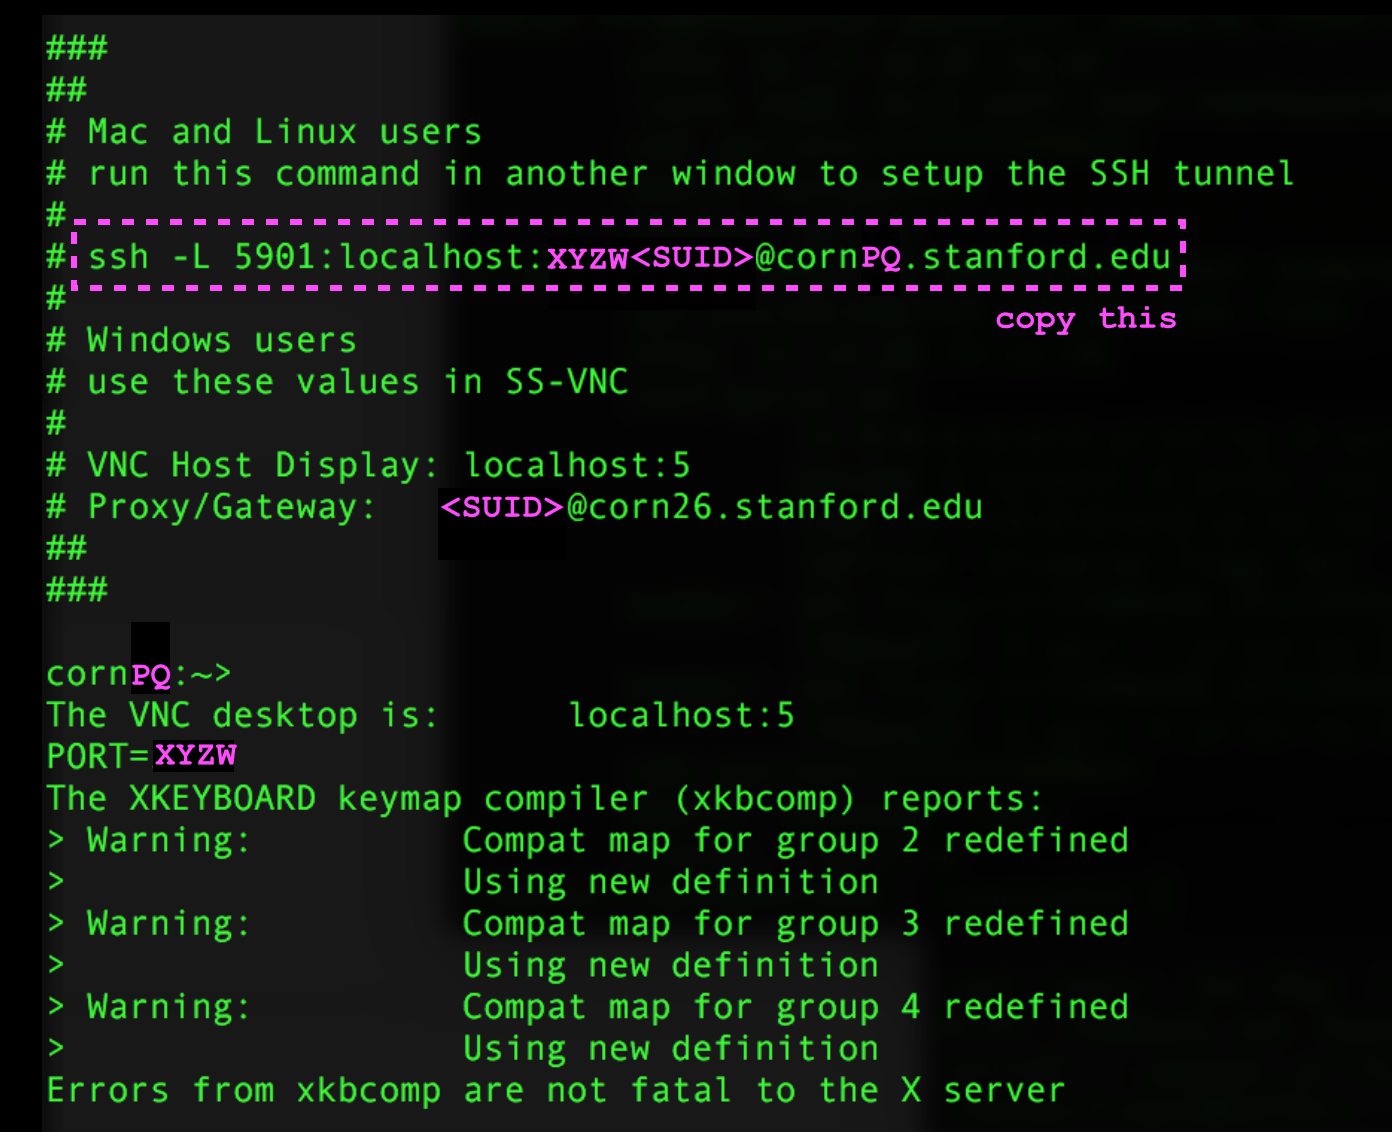 ###
##
# Mac and Linux users
# run this command in another window to setup the SSH tunnel
#
# ssh -L 5901:localhost:XYZW<SUID>@cornPQ.stanford.edu
#
copy this
# Windows users
# use these values in SS-VNC
#
# VNC Host Display: localhost:5
# Proxy/Gateway: <SUID>@corn26.stanford.edu
##
###
cornPQ:~>
The VNC desktop is: localhost:5
PORT=XYZW
The XKEYBOARD keymap compiler (xkbcomp) reports:
> Warning: Compat map for group 2 redefined
> Using new definition
> Warning: Compat map for group 3 redefined
> Using new definition
> Warning: Compat map for group 4 redefined
> Using new definition
Errors from xkbcomp are not fatal to the X server